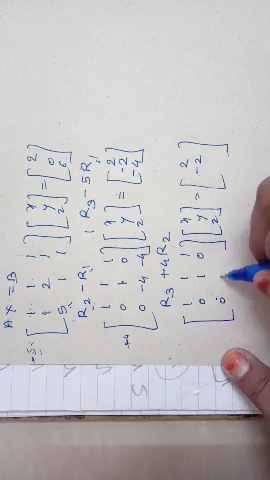 A X = B
[ 1 1 1 ] [ x ] = [ 2 ]
[ 1 2 1 ] [ y ] [ 0 ]
[ 5 1 1 ] [ z ] [ 6 ]
R2 - R1 , R3 - 5R1
[ 1 1 1 ] [ x ] = [ 2 ]
[ 0 1 0 ] [ y ] [ -2 ]
[ 0 -4 -4 ] [ z ] [ -4 ]
R3 + 4R2
[ 1 1 1 ] [ x ] = [ 2 ]
[ 0 1 0 ] [ y ] [ -2 ]
[ 0 ] [ z ]